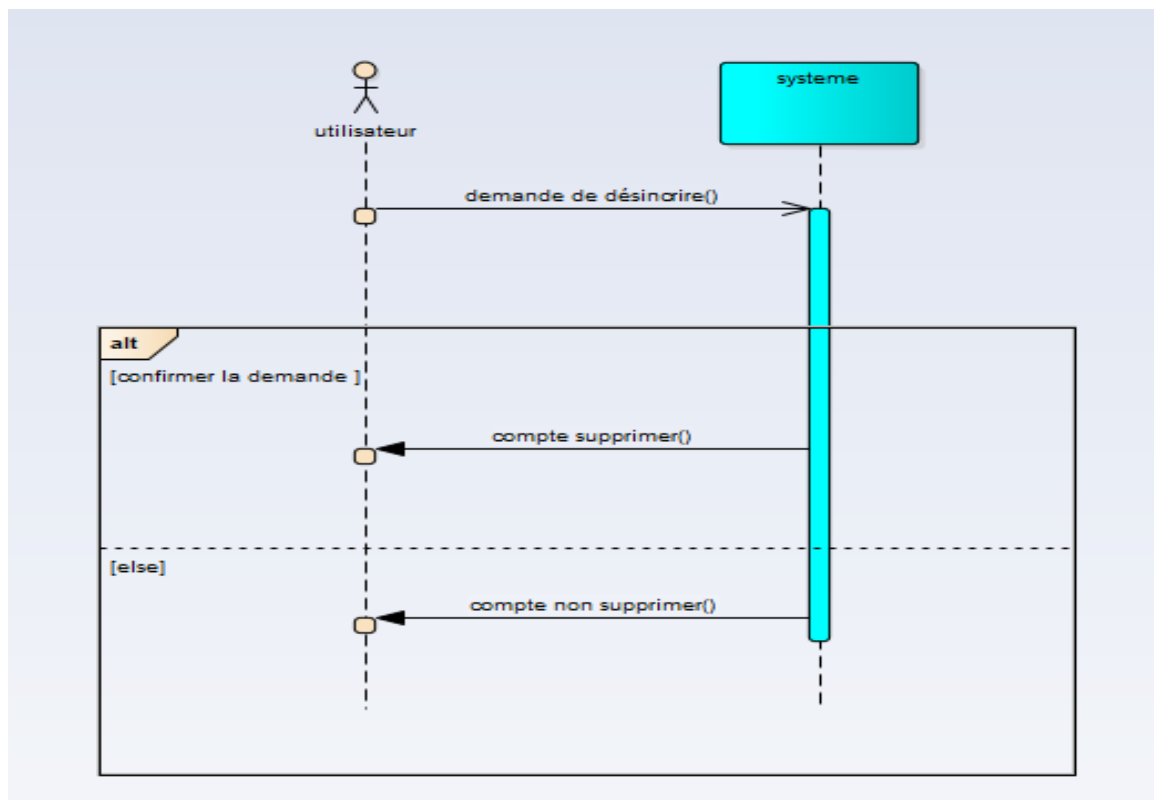 systeme
utilisateur
demande de désincrire()
alt
[confirmer la demande ]
compte supprimer()
[else]
compte non supprimer()